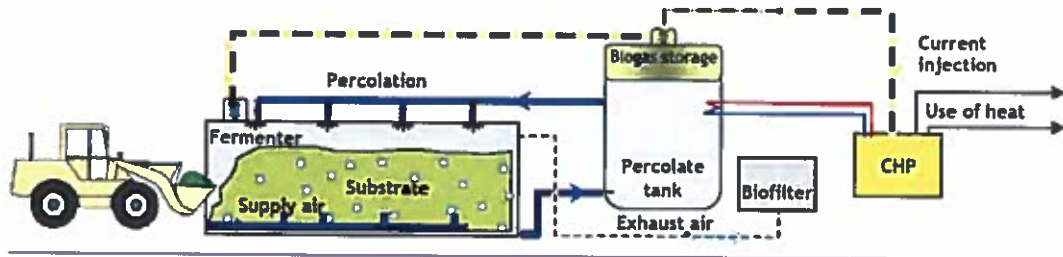 Biogas storage
Current
injection
Percolation
Use of heat
Fermenter
CHP
Percolate
tank
Substrate
Biofilter
Supply air
Exhaust air